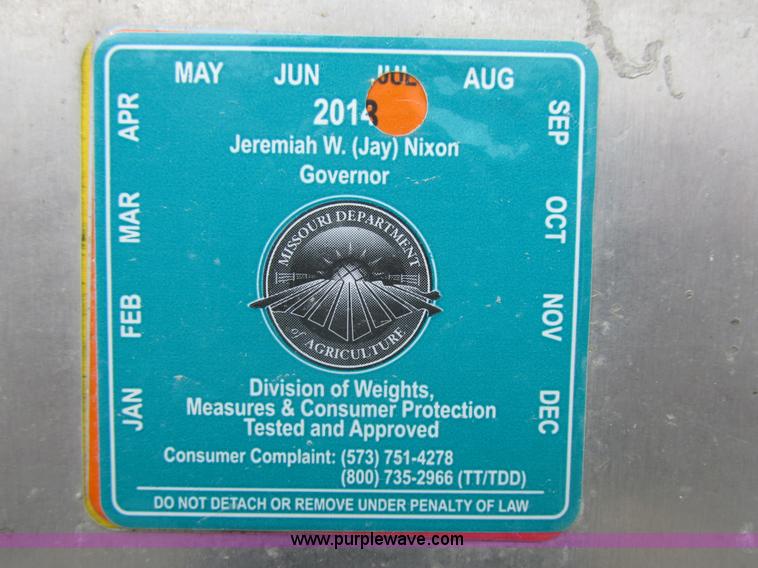 MAY JUN JUL AUG
APR
MAR
FEB
JAN
SEP
OCT
NOV
DEC
2014
Jeremiah W. (Jay) Nixon
Governor
MISSOURI DEPARTMENT
of AGRICULTURE
Division of Weights,
Measures & Consumer Protection
Tested and Approved
Consumer Complaint: (573) 751-4278
(800) 735-2966 (TT/TDD)
DO NOT DETACH OR REMOVE UNDER PENALTY OF LAW
www.purplewave.com